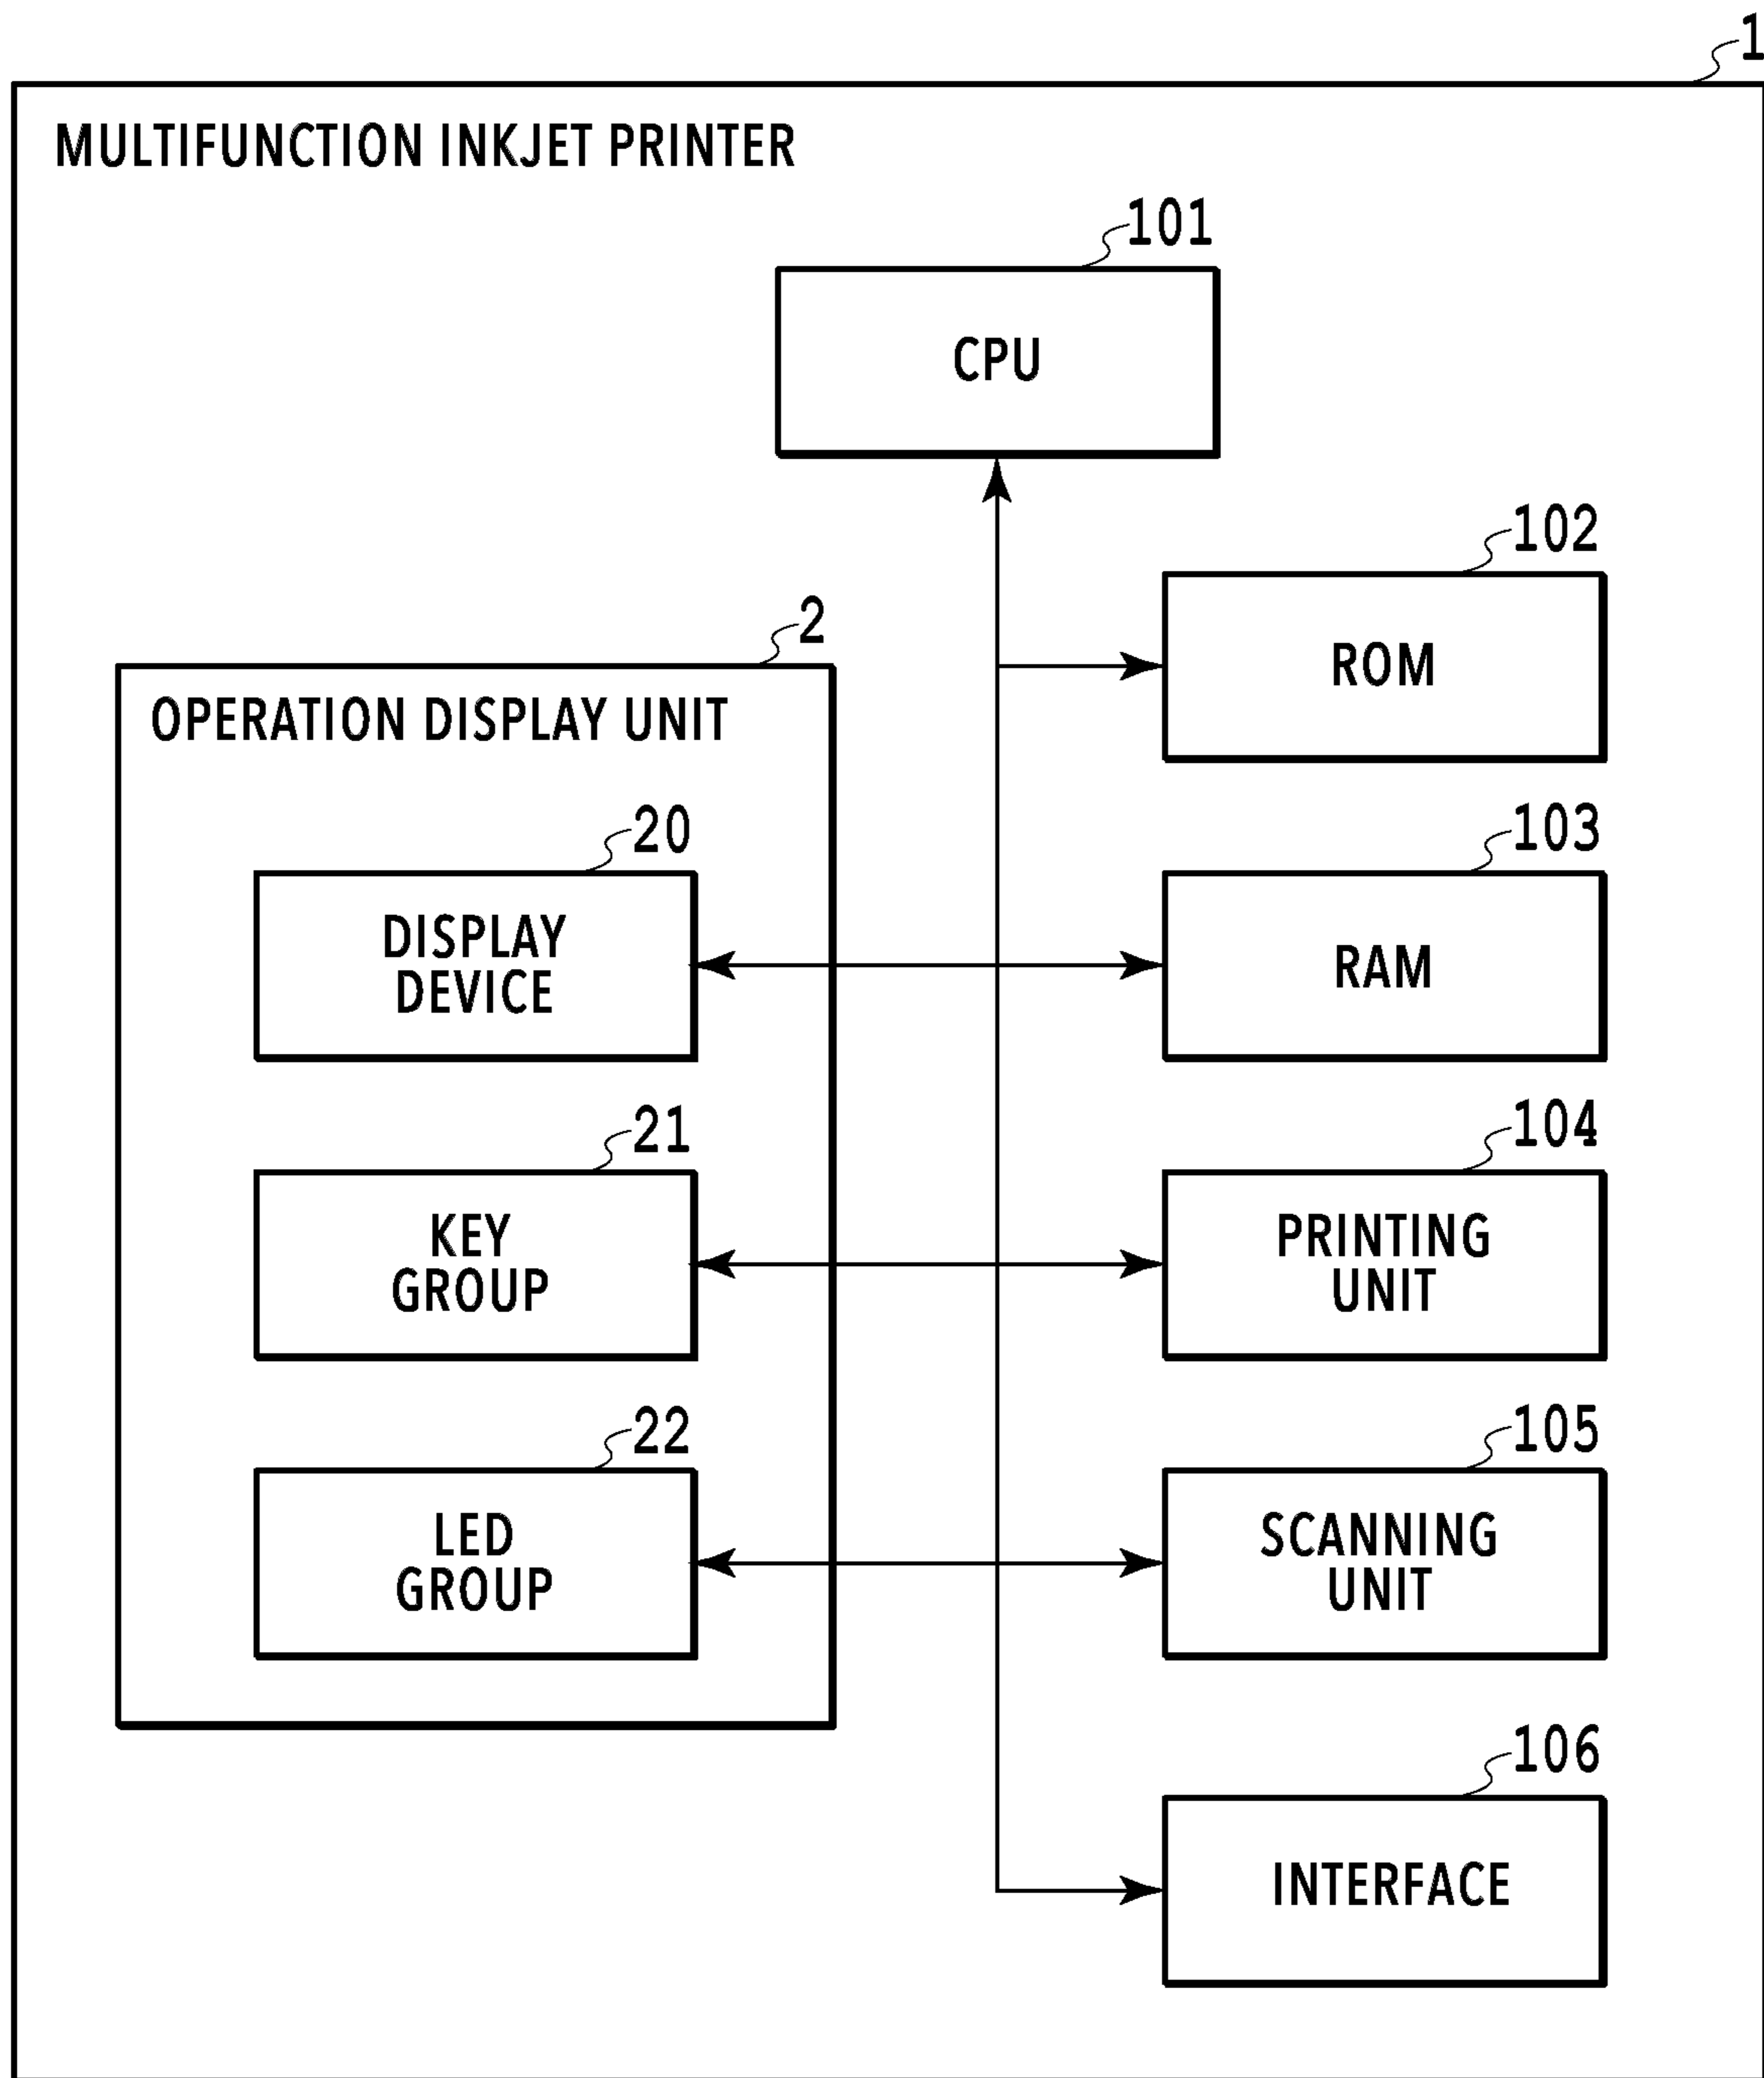 1
MULTIFUNCTION INKJET PRINTER
101
CPU
102
ROM
2
OPERATION DISPLAY UNIT
20
DISPLAY
DEVICE
103
RAM
21
KEY
GROUP
104
PRINTING
UNIT
22
LED
GROUP
105
SCANNING
UNIT
106
INTERFACE